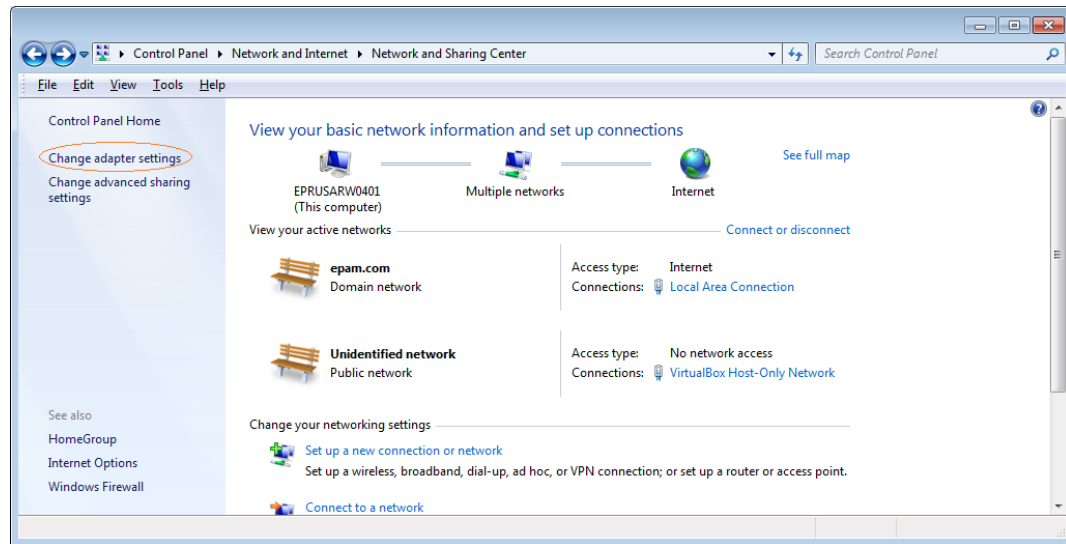 Control Panel
Network and Internet
Network and Sharing Center
Search Control Panel
File Edit View Tools Help
Control Panel Home
Change adapter settings
Change advanced sharing
settings
View your basic network information and set up connections
See full map
EPRUSARW0401
(This computer)
Multiple networks
Internet
View your active networks
Connect or disconnect
epam.com
Domain network
Access type: Internet
Connections: Local Area Connection
Unidentified network
Public network
Access type: No network access
Connections: VirtualBox Host-Only Network
Change your networking settings
Set up a new connection or network
Set up a wireless, broadband, dial-up, ad hoc, or VPN connection; or set up a router or access point.
Connect to a network
See also
HomeGroup
Internet Options
Windows Firewall